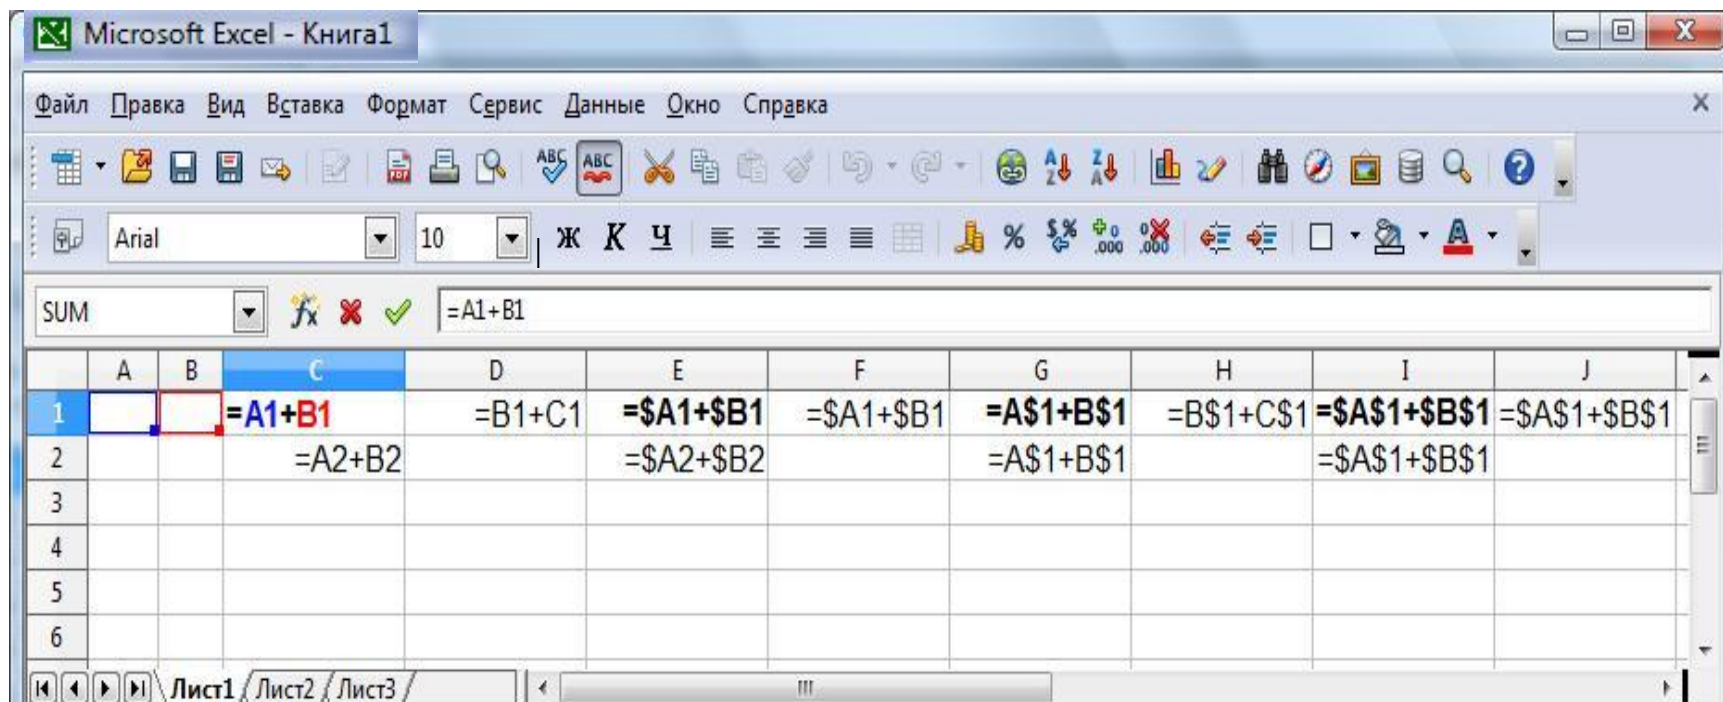 Microsoft Excel - Книга1
Файл Правка Вид Вставка Формат Сервис Данные Окно Справка
Arial 10 Ж К Ч % 
SUM =A1+B1
A B C D E F G H I J
1 =A1+B1 =B1+C1 =$A1+$B1 =$A1+$B1 =A$1+B$1 =B$1+C$1 =$A$1+$B$1 =$A$1+$B$1
2 =A2+B2 =$A2+$B2 =A$1+B$1 =$A$1+$B$1
3
4
5
6
Лист1 Лист2 Лист3